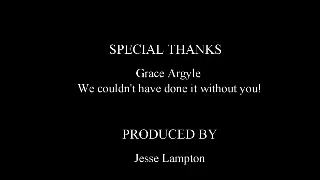 SPECIAL THANKS
Grace Argyle
We couldn't have done it without you!
PRODUCED BY
Jesse Lampton